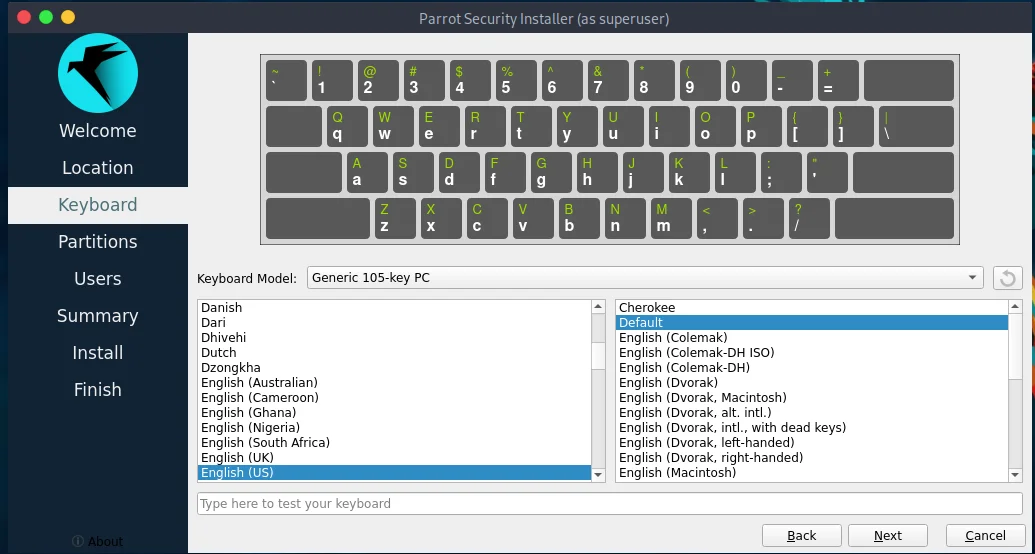 Parrot Security Installer (as superuser)
Welcome
Location
Keyboard
Partitions
Users
Summary
Install
Finish
About
~ ! @ # $ % ^ & * ( ) _ +
` 1 2 3 4 5 6 7 8 9 0 - =
Q W E R T Y U I O P { } |
q w e r t y u i o p [ ] \
A S D F G H J K L : "
a s d f g h j k l ; '
Z X C V B N M < > ?
z x c v b n m , . /
Keyboard Model: Generic 105-key PC
Danish
Dari
Dhivehi
Dutch
Dzongkha
English (Australian)
English (Cameroon)
English (Ghana)
English (Nigeria)
English (South Africa)
English (UK)
English (US)
Cherokee
Default
English (Colemak)
English (Colemak-DH ISO)
English (Colemak-DH)
English (Dvorak)
English (Dvorak, Macintosh)
English (Dvorak, alt. intl.)
English (Dvorak, intl., with dead keys)
English (Dvorak, left-handed)
English (Dvorak, right-handed)
English (Macintosh)
Type here to test your keyboard
Back Next Cancel